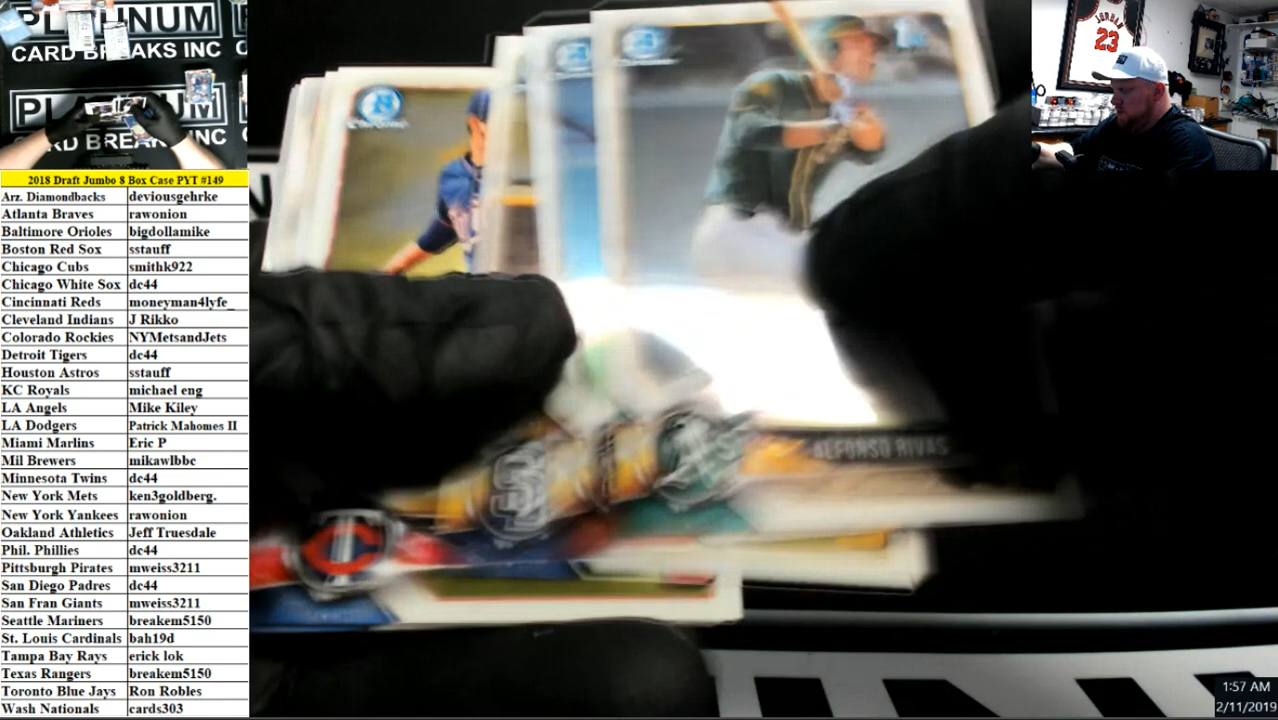 PLATINUM
CARD BREAKS INC
PLATINUM
CARD BREAKS INC
JORDAN
23
2018 Draft Jumbo 8 Box Case PYT #149
Arz. Diamondbacks deviousgehrke
Atlanta Braves rawonion
Baltimore Orioles bigdollamike
Boston Red Sox sstauff
Chicago Cubs smithk922
Chicago White Sox dc44
Cincinnati Reds moneyman4lyfe_
Cleveland Indians J Rikko
Colorado Rockies NYMetsandJets
Detroit Tigers dc44
Houston Astros sstauff
KC Royals michael eng
LA Angels Mike Kiley
LA Dodgers Patrick Mahomes II
Miami Marlins Eric P
Mil Brewers mikawlbbc
Minnesota Twins dc44
New York Mets ken3goldberg.
New York Yankees rawonion
Oakland Athletics Jeff Truesdale
Phil. Phillies dc44
Pittsburgh Pirates mweiss3211
San Diego Padres dc44
San Fran Giants mweiss3211
Seattle Mariners breakem5150
St. Louis Cardinals bah19d
Tampa Bay Rays erick lok
Texas Rangers breakem5150
Toronto Blue Jays Ron Robles
Wash Nationals cards303
ALFONSO RIVAS
1:57 AM
2/11/2019